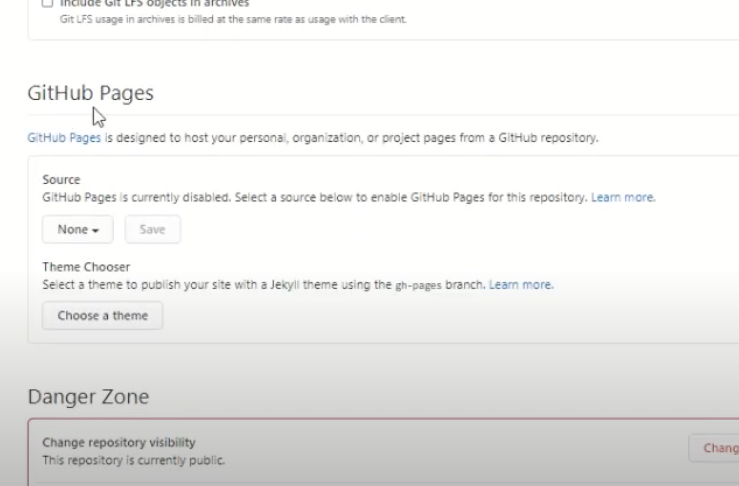 Include Git LFS objects in archives
Git LFS usage in archives is billed at the same rate as usage with the client.
GitHub Pages
GitHub Pages is designed to host your personal, organization, or project pages from a GitHub repository.
Source
GitHub Pages is currently disabled. Select a source below to enable GitHub Pages for this repository. Learn more.
None Save
Theme Chooser
Select a theme to publish your site with a Jekyll theme using the gh-pages branch. Learn more.
Choose a theme
Danger Zone
Change repository visibility
Chang
This repository is currently public.